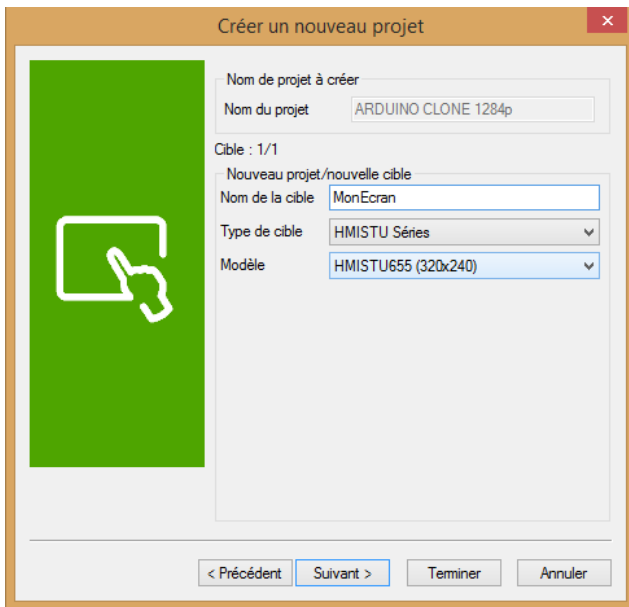 Créer un nouveau projet
Nom de projet à créer
Nom du projet ARDUINO CLONE 1284p
Cible : 1/1
Nouveau projet/nouvelle cible
Nom de la cible MonEcran
Type de cible HMISTU Séries
Modèle HMISTU655 (320x240)
< Précédent Suivant > Terminer Annuler